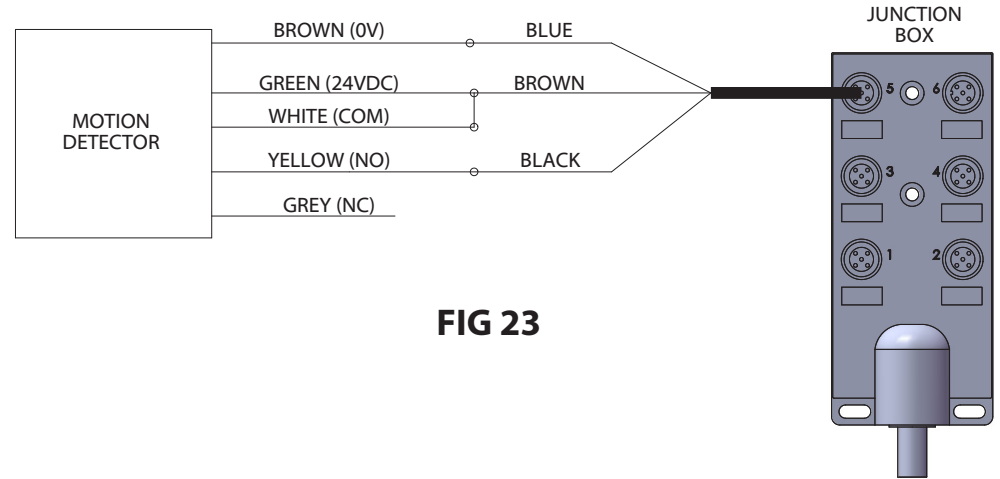 JUNCTION
BOX
BROWN (0V)
BLUE
GREEN (24VDC)
BROWN
WHITE (COM)
MOTION
DETECTOR
YELLOW (NO)
BLACK
GREY (NC)
5
6
3
4
1
2
FIG 23